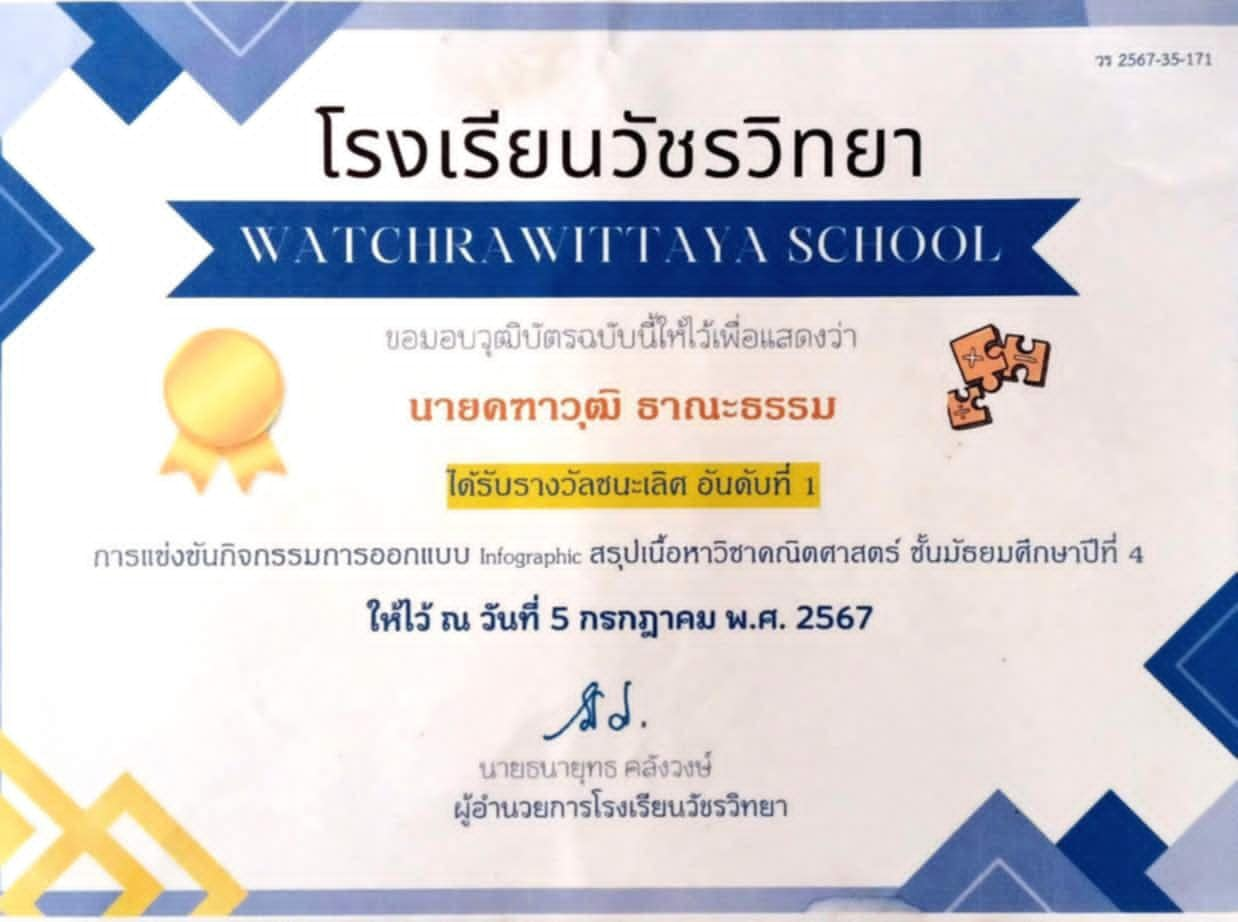 วร 2567-35-171
โรงเรียนวัชรวิทยา
WATCHRAWITTAYA SCHOOL
ขอมอบวุฒิบัตรฉบับนี้ให้ไว้เพื่อแสดงว่า
นายคฑาวุฒิ ธาณะธรรม
ได้รับรางวัลชนะเลิศ อันดับที่ 1
การแข่งขันกิจกรรมการออกแบบ Infographic สรุปเนื้อหาวิชาคณิตศาสตร์ ชั้นมัธยมศึกษาปีที่ 4
ให้ไว้ ณ วันที่ 5 กรกฎาคม พ.ศ. 2567
นายธนายุทธ คลังวงษ์
ผู้อำนวยการโรงเรียนวัชรวิทยา